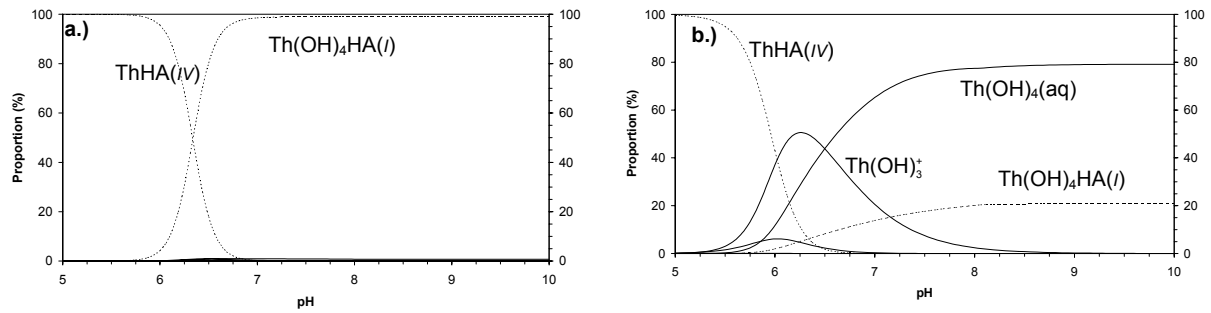 a.)
100 80 60 40 20 0
Proportion (%)
ThHA(IV)
Th(OH)₄HA(I)
100 80 60 40 20 0
5 6 7 8 9 10
pH
b.)
100 80 60 40 20 0
Proportion (%)
ThHA(IV)
Th(OH)₄(aq)
Th(OH)₃⁺
Th(OH)₄HA(I)
100 80 60 40 20 0
5 6 7 8 9 10
pH